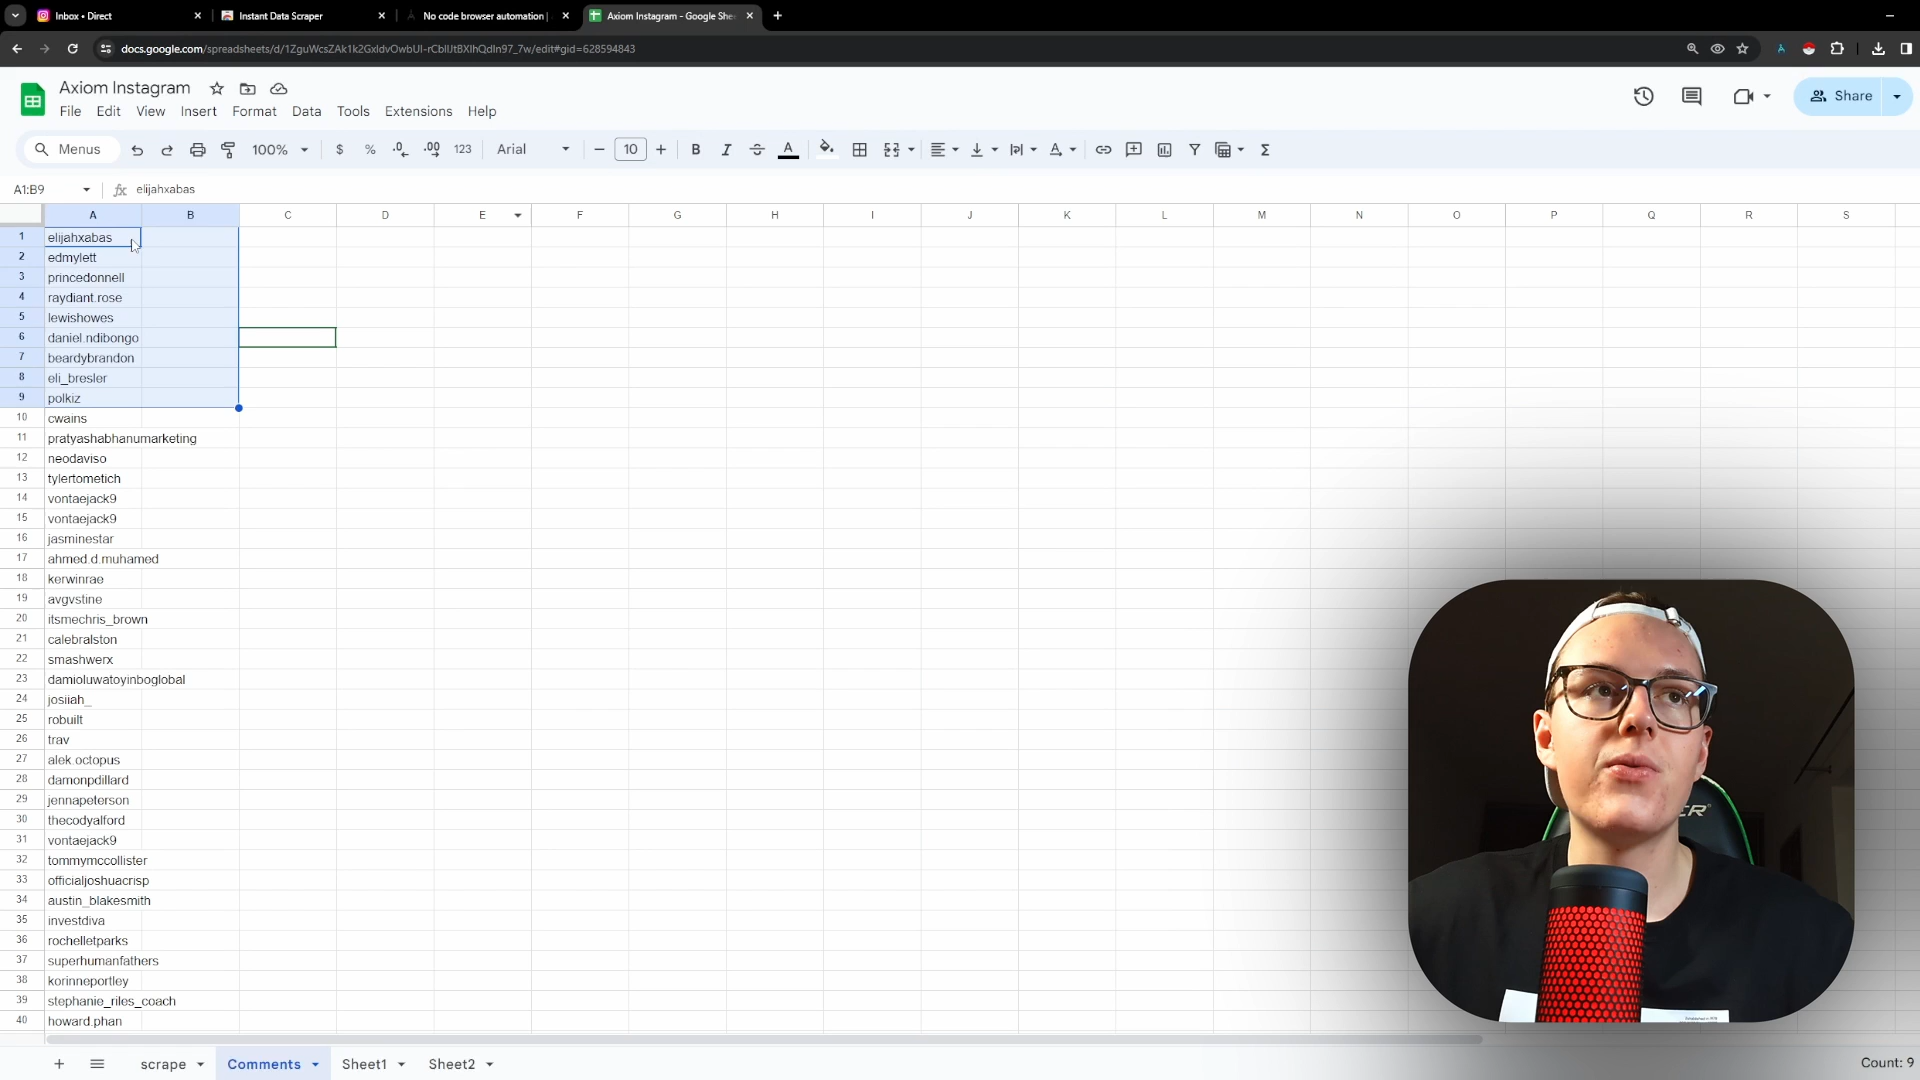 Inbox • Direct
Instant Data Scraper
No code browser automation |
Axiom Instagram - Google She
docs.google.com/spreadsheets/d/1ZguWcsZAk1k2GxIdvOwbUI-rCbIIJtBXIhQdIn97_7w/edit#gid=628594843
Axiom Instagram
File Edit View Insert Format Data Tools Extensions Help
Share
Menus 100% $ % .0 .00 123 Arial 10 B I A
A1:B9 fx elijahxabas
A B C D E F G H I J K L M N O P Q R S
1 elijahxabas
2 edmylett
3 princedonnell
4 raydiant.rose
5 lewishowes
6 daniel.ndibongo
7 beardybrandon
8 eli_bresler
9 polkiz
10 cwains
11 pratyashabhanumarketing
12 neodaviso
13 tylertometich
14 vontaejack9
15 vontaejack9
16 jasminestar
17 ahmed.d.muhamed
18 kerwinrae
19 avgvstine
20 itsmechris_brown
21 calebralston
22 smashwerx
23 damioluwatoyinboglobal
24 josiiah_
25 robuilt
26 trav
27 alek.octopus
28 damonpdillard
29 jennapeterson
30 thecodyalford
31 vontaejack9
32 tommymccollister
33 officialjoshuacrisp
34 austin_blakesmith
35 investdiva
36 rochelletparks
37 superhumanfathers
38 korinneportley
39 stephanie_riles_coach
40 howard.phan
scrape Comments Sheet1 Sheet2
Count: 9